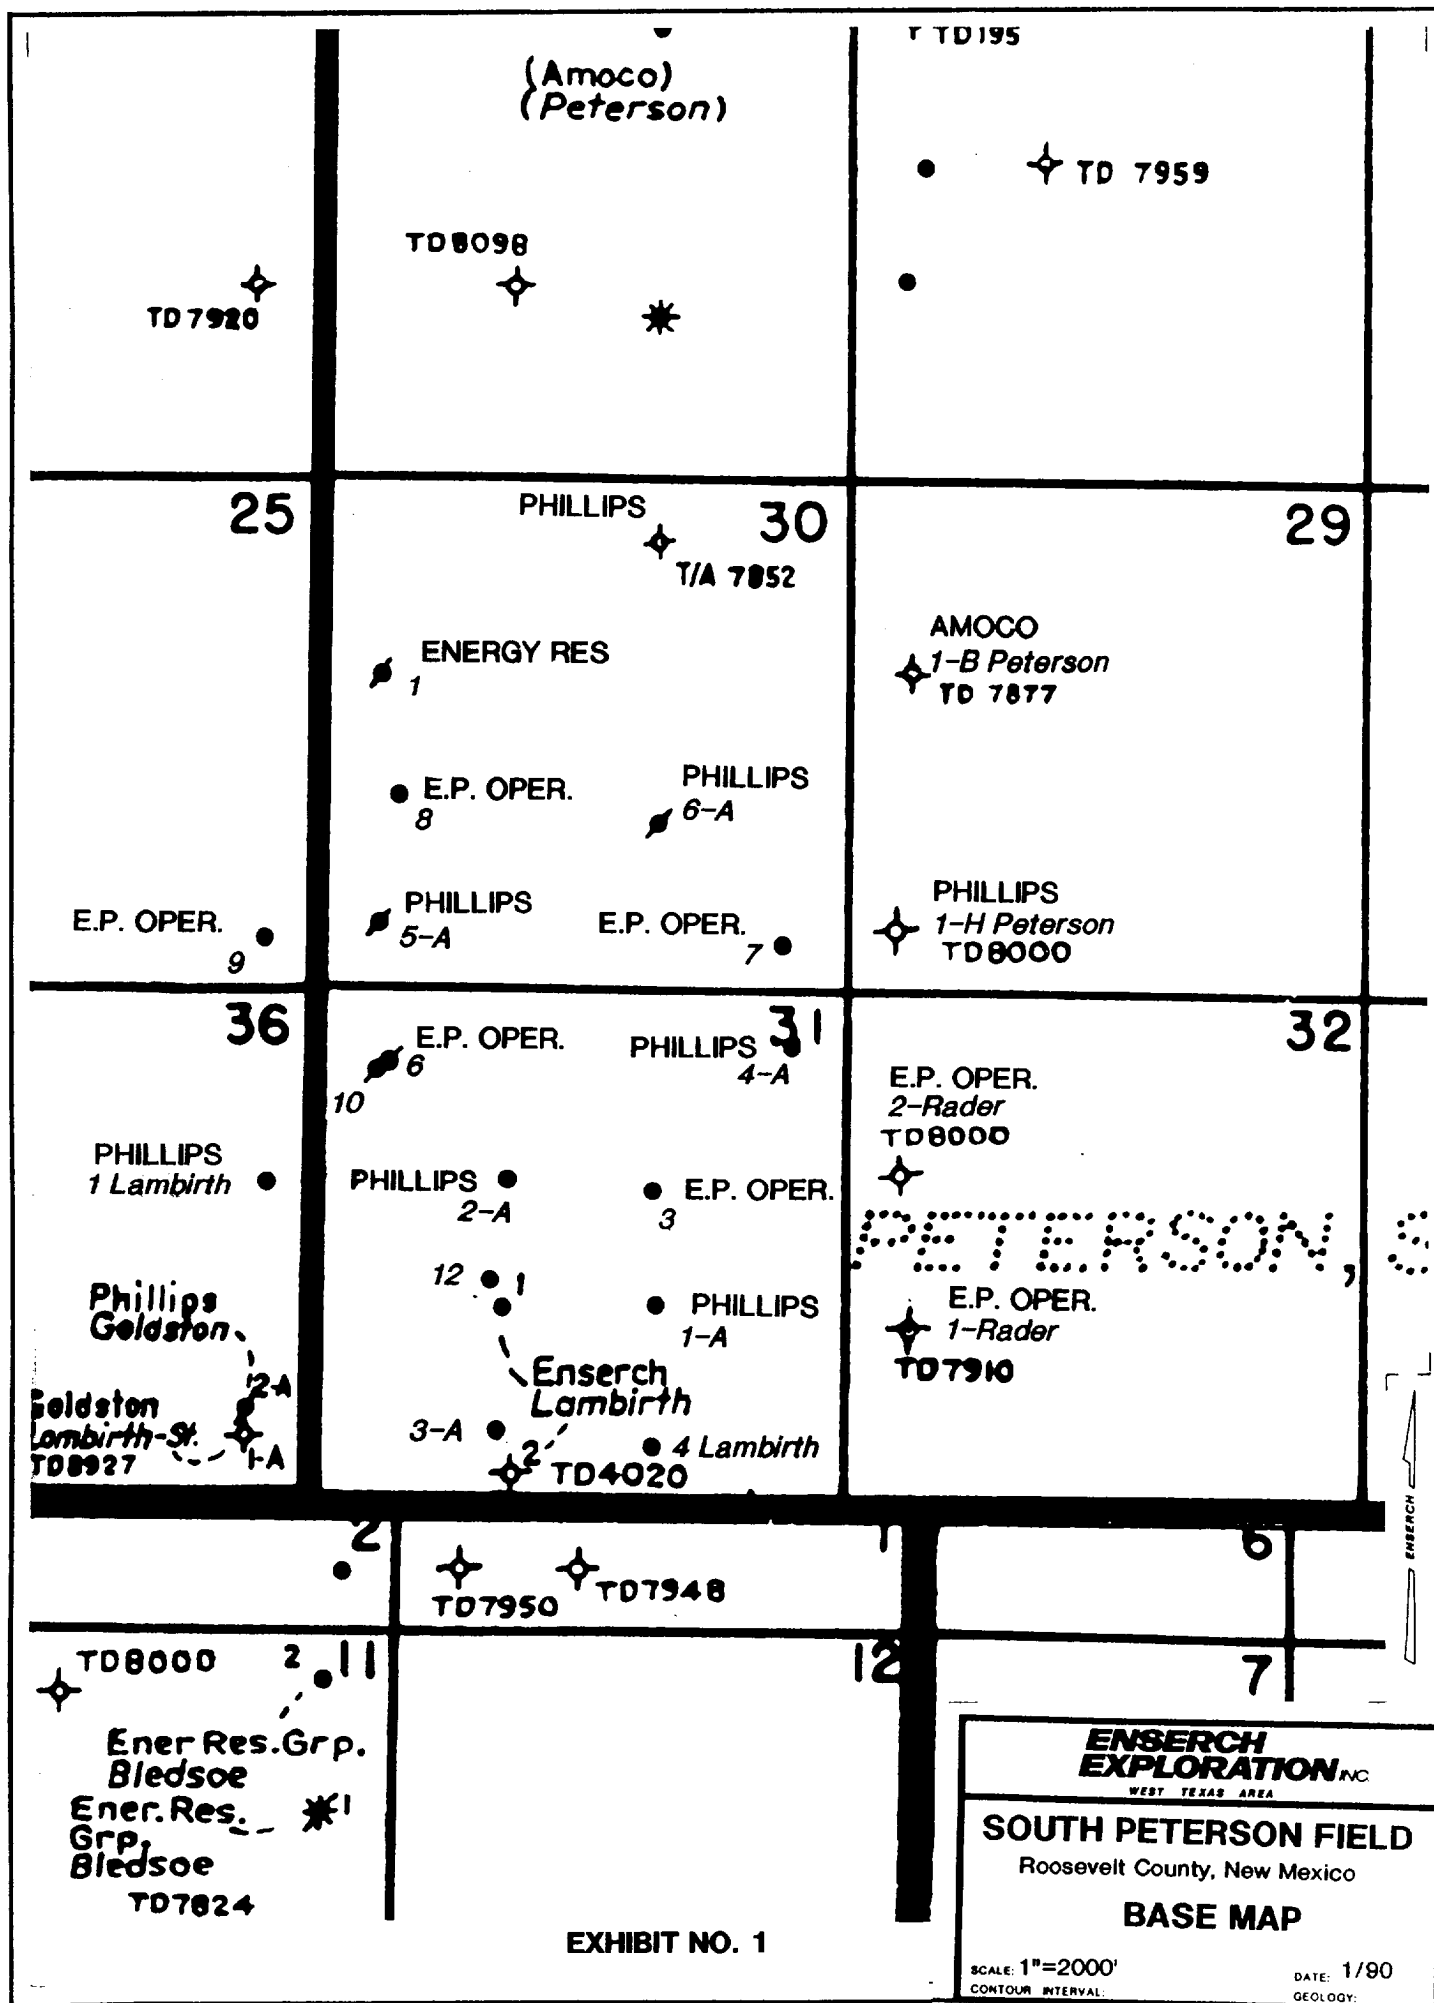 TD195
(Amoco)
(Peterson)
TD 7959
TD8098
TD7920
25
PHILLIPS
30
29
T/A 7852
AMOCO
1-B Peterson
TD 7877
ENERGY RES
1
E.P. OPER.
8
PHILLIPS
6-A
PHILLIPS
5-A
E.P. OPER.
7
PHILLIPS
1-H Peterson
TD8000
E.P. OPER.
9
36
E.P. OPER.
6
10
31
PHILLIPS
4-A
32
E.P. OPER.
2-Rader
TD8000
PHILLIPS
1 Lambirth
PHILLIPS
2-A
E.P. OPER.
3
PETERSON, S
12
1
PHILLIPS
1-A
E.P. OPER.
1-Rader
TD7910
Phillips
Goldston
2-A
Goldston
Lambirth-St.
TD8927
1-A
Enserch
Lambirth
3-A
2
TD4020
4 Lambirth
ENSERCH
2
1
6
TD7950
TD7948
TD8000
2
11
12
7
Ener Res. Grp.
Bledsoe
Ener. Res.
Grp.
Bledsoe
1
TD7824
EXHIBIT NO. 1
ENSERCH
EXPLORATION INC
WEST TEXAS AREA
SOUTH PETERSON FIELD
Roosevelt County, New Mexico
BASE MAP
SCALE: 1"=2000'
DATE: 1/90
CONTOUR INTERVAL:
GEOLOGY: